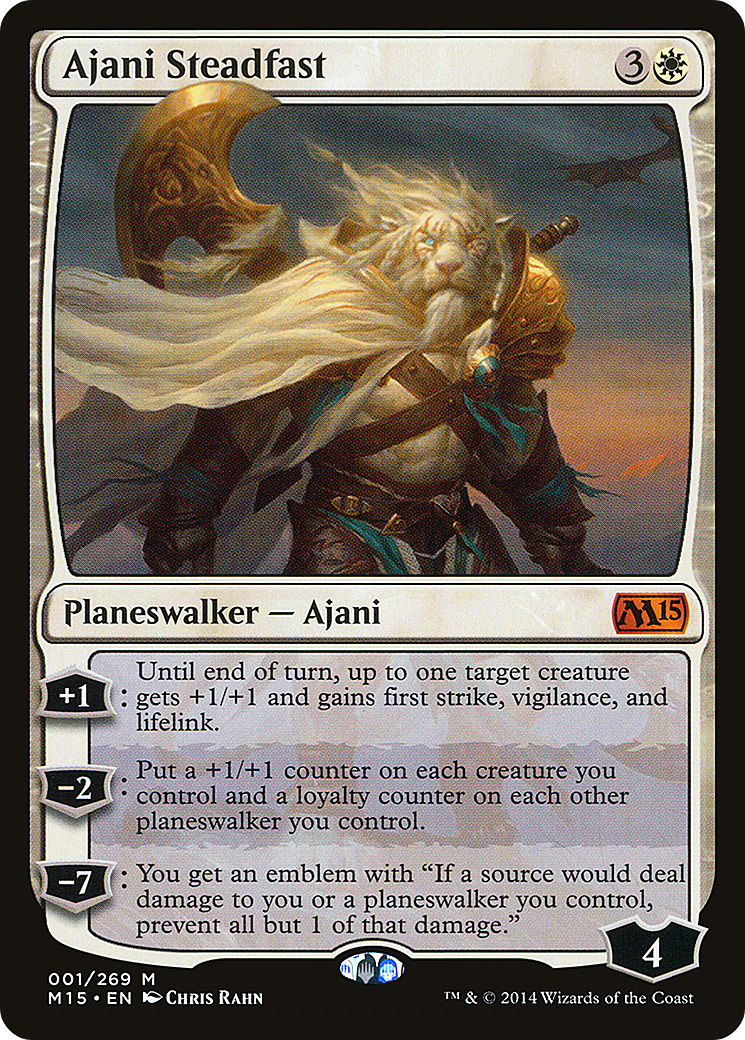 Ajani Steadfast 3
Planeswalker — Ajani M15
+1 : Until end of turn, up to one target creature
gets +1/+1 and gains first strike, vigilance, and
lifelink.
−2 : Put a +1/+1 counter on each creature you
control and a loyalty counter on each other
planeswalker you control.
−7 : You get an emblem with “If a source would deal
damage to you or a planeswalker you control,
prevent all but 1 of that damage.”
4
001/269 M
M15 • EN Chris Rahn ™ & © 2014 Wizards of the Coast